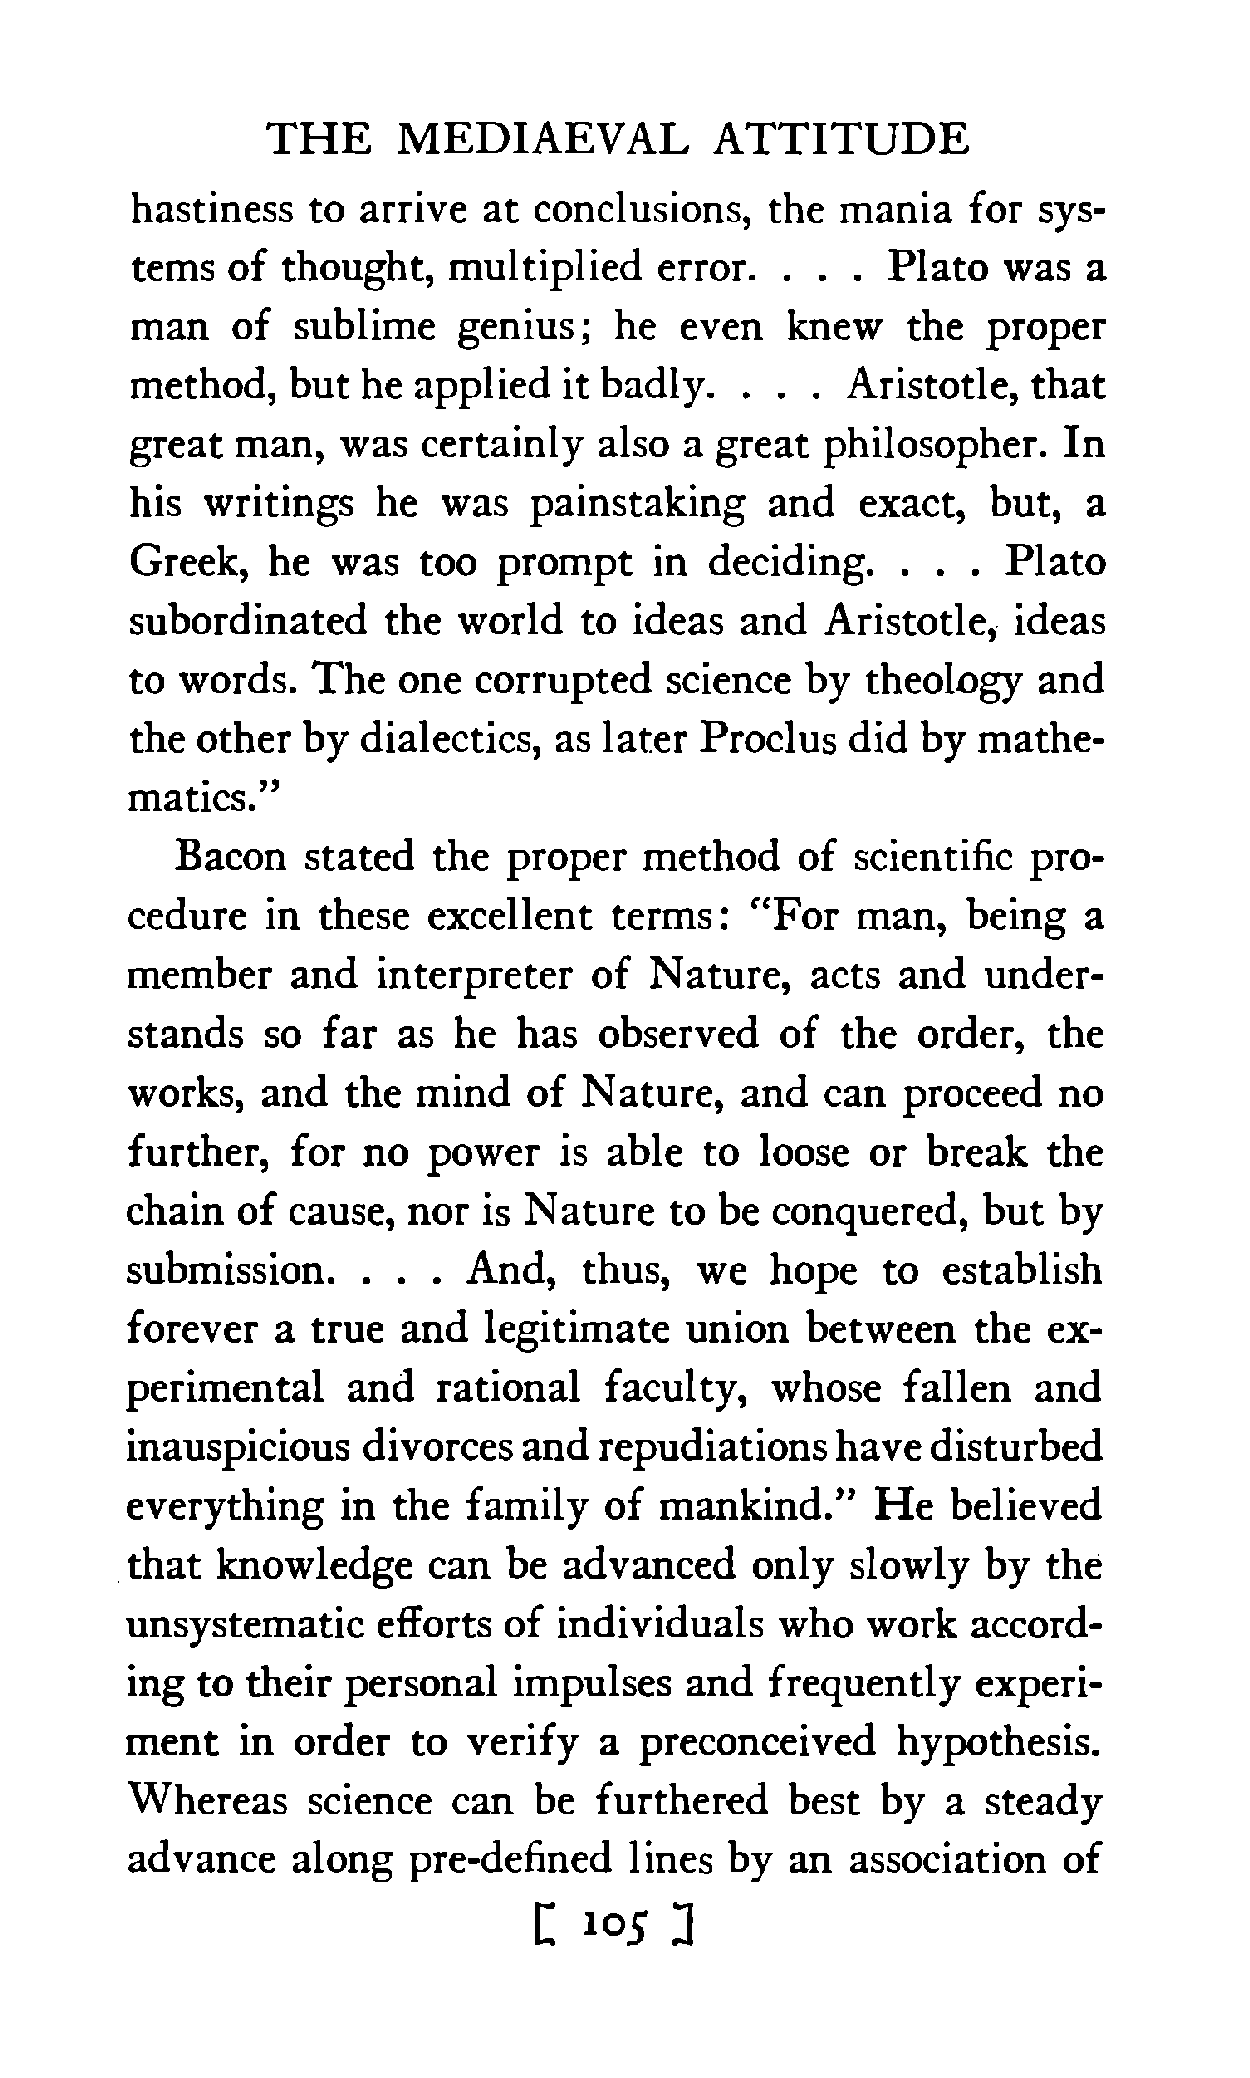 THE MEDIAEVAL ATTITUDE
hastiness to arrive at conclusions, the mania for sys-
tems of thought, multiplied error. . . . Plato was a
man of sublime genius; he even knew the proper
method, but he applied it badly. . . . Aristotle, that
great man, was certainly also a great philosopher. In
his writings he was painstaking and exact, but, a
Greek, he was too prompt in deciding. . . . Plato
subordinated the world to ideas and Aristotle, ideas
to words. The one corrupted science by theology and
the other by dialectics, as later Proclus did by mathe-
matics."
Bacon stated the proper method of scientific pro-
cedure in these excellent terms: "For man, being a
member and interpreter of Nature, acts and under-
stands so far as he has observed of the order, the
works, and the mind of Nature, and can proceed no
further, for no power is able to loose or break the
chain of cause, nor is Nature to be conquered, but by
submission. . . . And, thus, we hope to establish
forever a true and legitimate union between the ex-
perimental and rational faculty, whose fallen and
inauspicious divorces and repudiations have disturbed
everything in the family of mankind." He believed
that knowledge can be advanced only slowly by the
unsystematic efforts of individuals who work accord-
ing to their personal impulses and frequently experi-
ment in order to verify a preconceived hypothesis.
Whereas science can be furthered best by a steady
advance along pre-defined lines by an association of
[ 105 ]